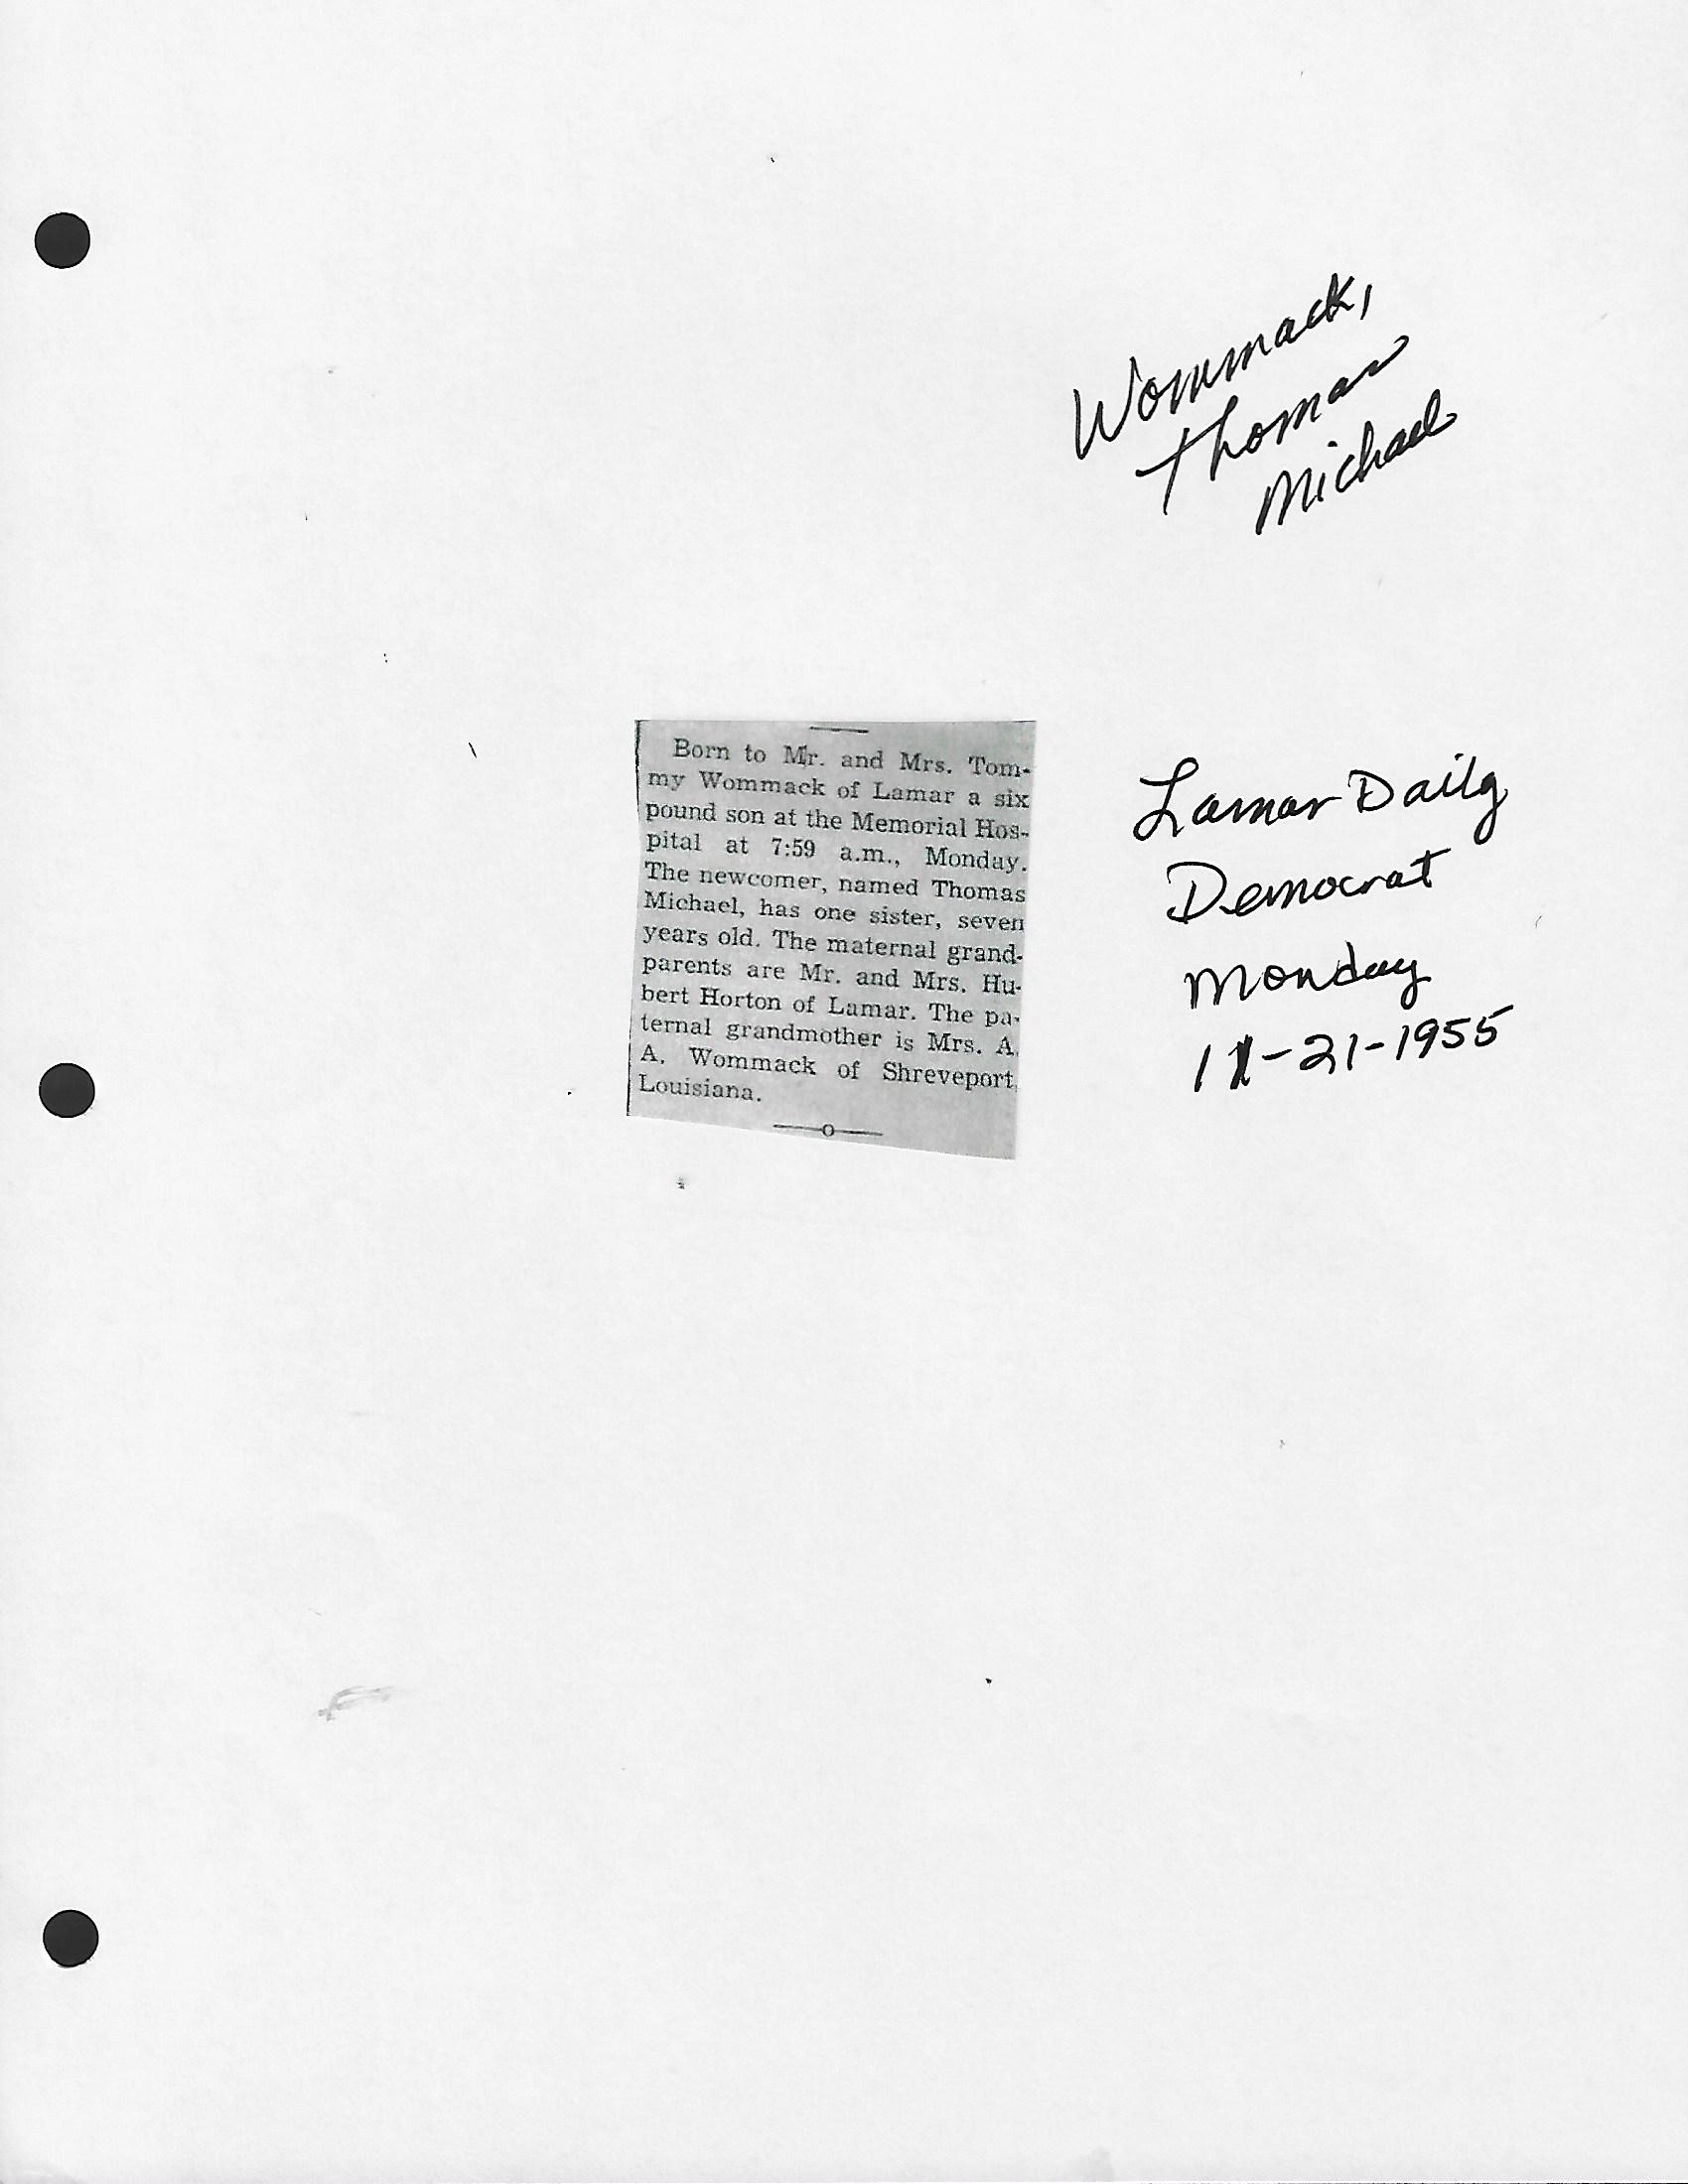 Wommack,
Thomas
Michael
Born to Mr. and Mrs. Tom-
my Wommack of Lamar a six
pound son at the Memorial Hos-
pital at 7:59 a.m., Monday.
The newcomer, named Thomas
Michael, has one sister, seven
years old. The maternal grand-
parents are Mr. and Mrs. Hu-
bert Horton of Lamar. The pa-
ternal grandmother is Mrs. A.
A. Wommack of Shreveport,
Louisiana.
Lamar Daily
Democrat
Monday
11-21-1955